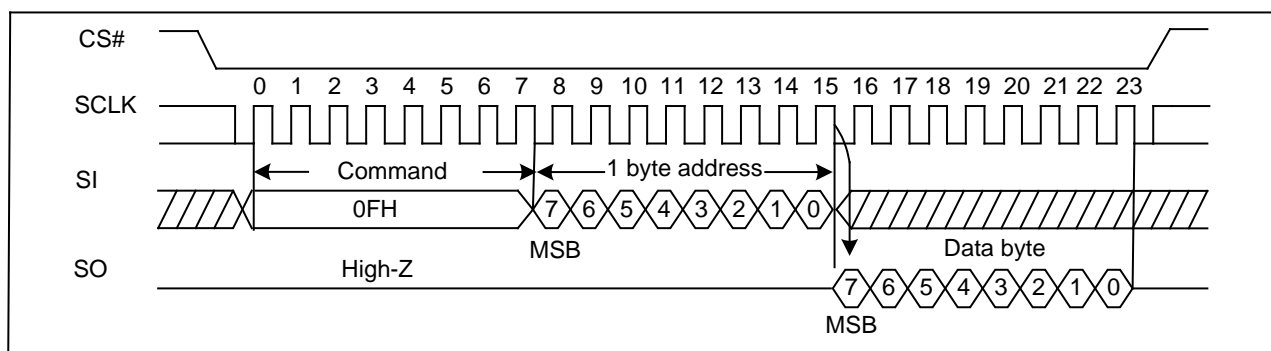 CS#
0 1 2 3 4 5 6 7 8 9 10 11 12 13 14 15 16 17 18 19 20 21 22 23
SCLK
Command 1 byte address
SI
0FH 7 6 5 4 3 2 1 0
MSB Data byte
SO High-Z
7 6 5 4 3 2 1 0
MSB